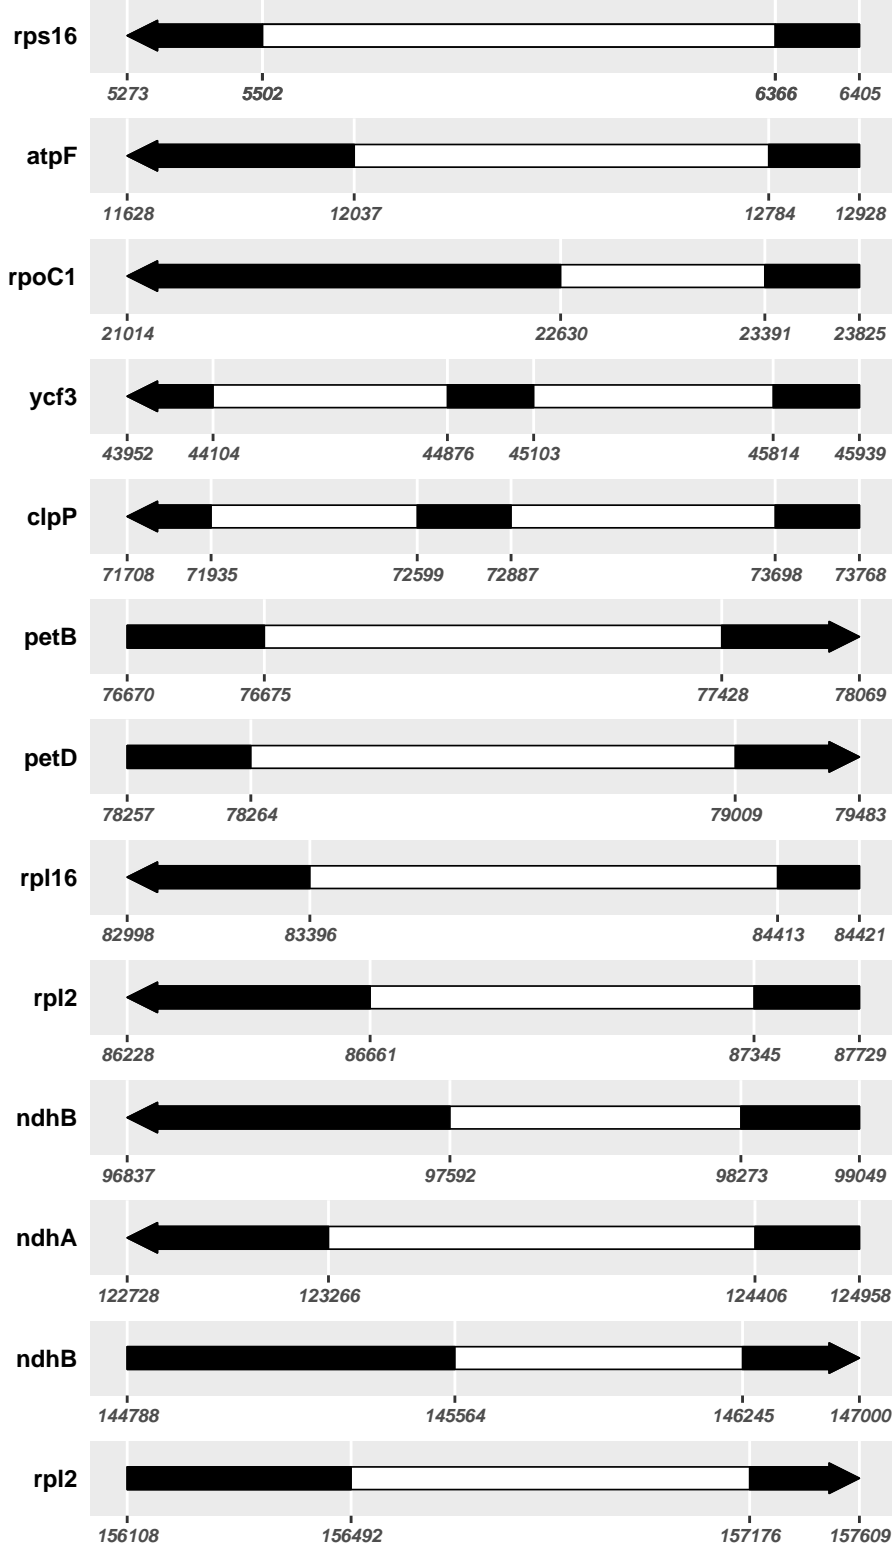 rps16
5273 5502 6366 6405
atpF
11628 12037 12784 12928
rpoC1
21014 22630 23391 23825
ycf3
43952 44104 44876 45103 45814 45939
clpP
71708 71935 72599 72887 73698 73768
petB
76670 76675 77428 78069
petD
78257 78264 79009 79483
rpl16
82998 83396 84413 84421
rpl2
86228 86661 87345 87729
ndhB
96837 97592 98273 99049
ndhA
122728 123266 124406 124958
ndhB
144788 145564 146245 147000
rpl2
156108 156492 157176 157609